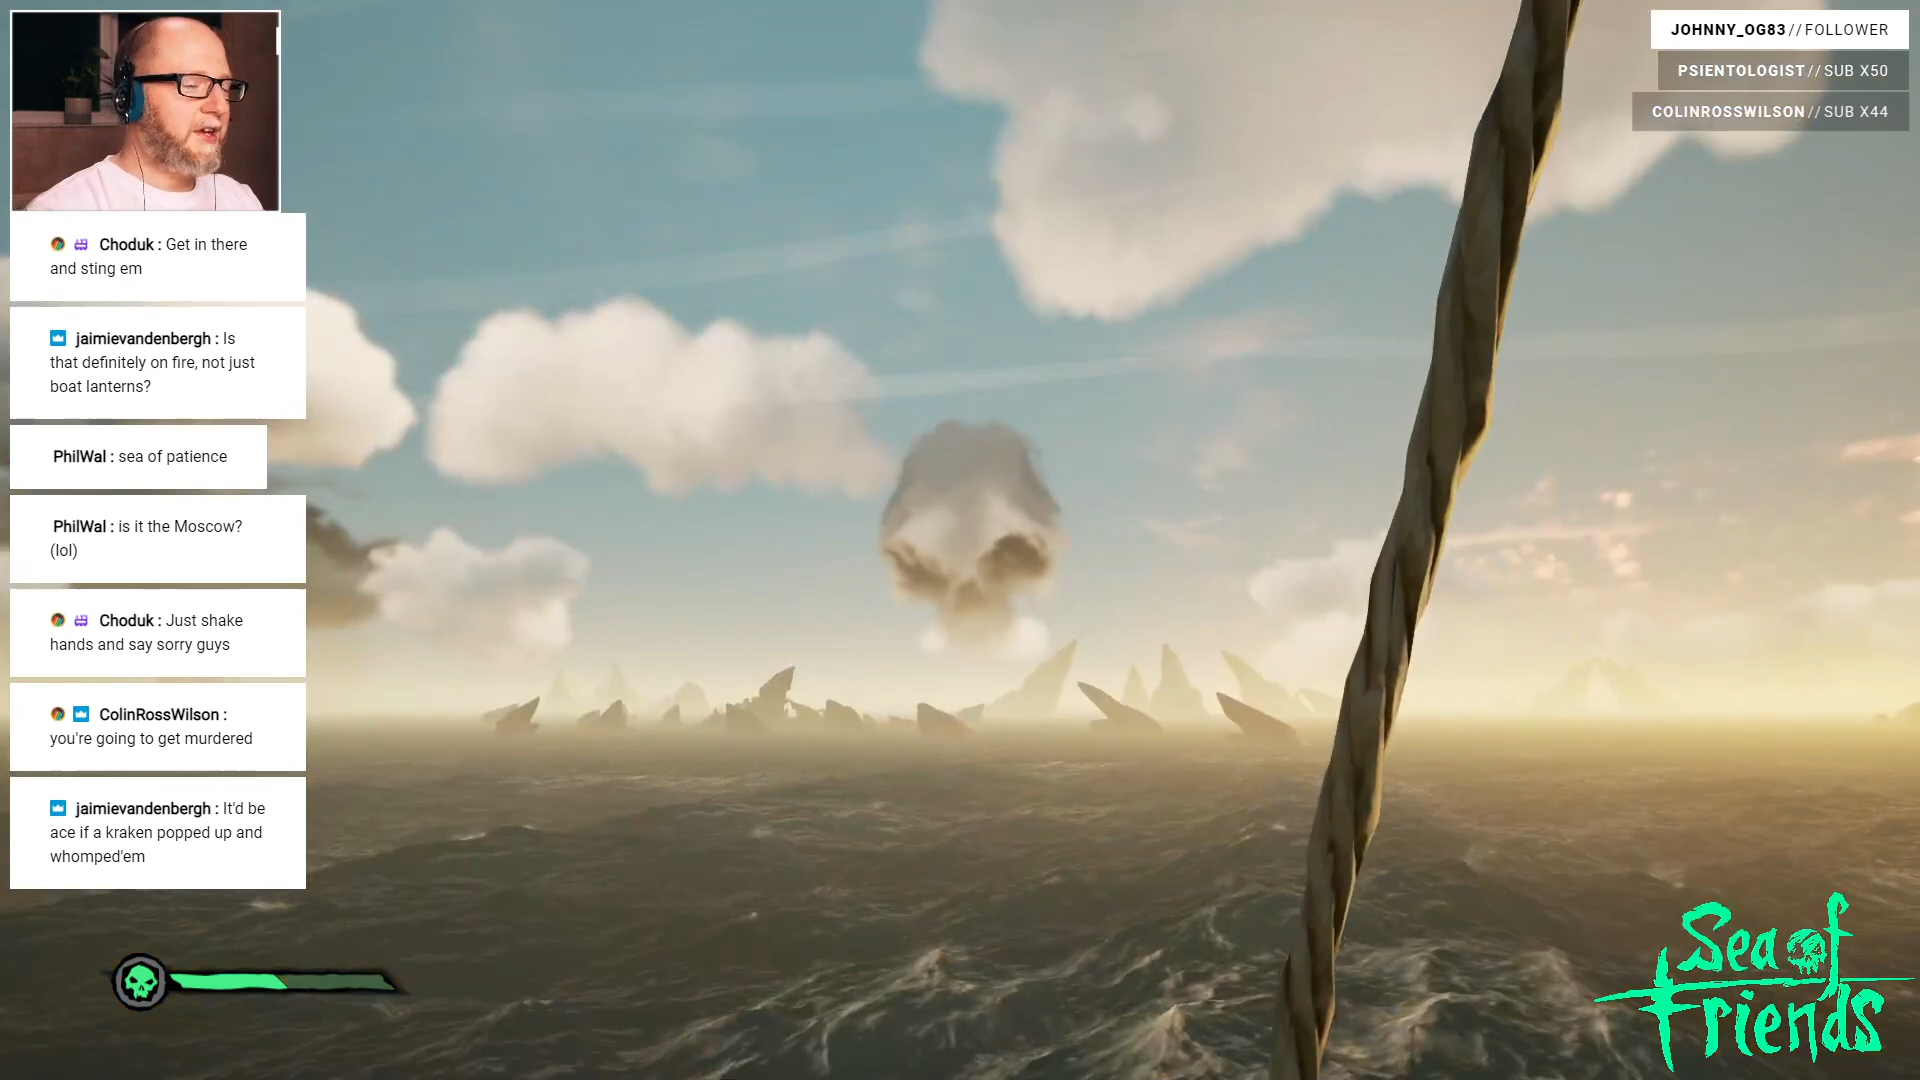 JOHNNY_OG83//FOLLOWER
PSIENTOLOGIST//SUB X50
COLINROSSWILSON//SUB X44
Choduk : Get in there
and sting em
jaimievandenbergh : Is
that definitely on fire, not just
boat lanterns?
PhilWal : sea of patience
PhilWal : is it the Moscow?
(lol)
Choduk : Just shake
hands and say sorry guys
ColinRossWilson :
you're going to get murdered
jaimievandenbergh : It'd be
ace if a kraken popped up and
whomped'em
Sea of
Friends